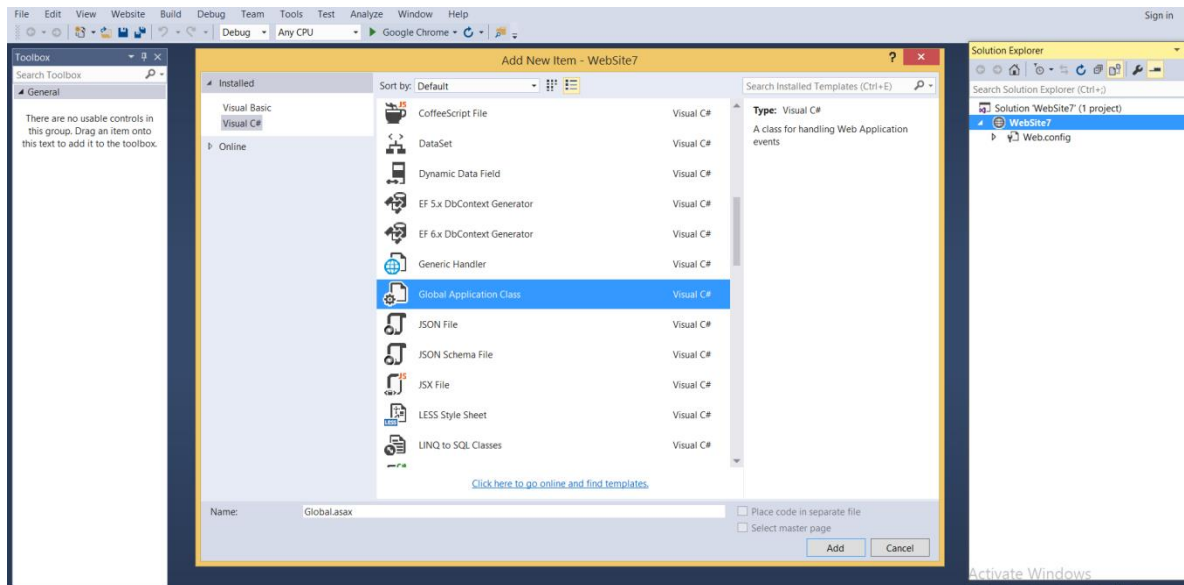 File Edit View Website Build Debug Team Tools Test Analyze Window Help
Sign in
Debug Any CPU Google Chrome
Toolbox
Search Toolbox
General
There are no usable controls in
this group. Drag an item onto
this text to add it to the toolbox.
Add New Item - WebSite7
?
Installed
Visual Basic
Visual C#
Online
Sort by: Default
Search Installed Templates (Ctrl+E)
CoffeeScript File Visual C#
DataSet Visual C#
Dynamic Data Field Visual C#
EF 5.x DbContext Generator Visual C#
EF 6.x DbContext Generator Visual C#
Generic Handler Visual C#
Global Application Class Visual C#
JSON File Visual C#
JSON Schema File Visual C#
JSX File Visual C#
LESS Style Sheet Visual C#
LINQ to SQL Classes Visual C#
Click here to go online and find templates.
Type: Visual C#
A class for handling Web Application
events
Name: Global.asax
Place code in separate file
Select master page
Add Cancel
Solution Explorer
Search Solution Explorer (Ctrl+;)
Solution 'WebSite7' (1 project)
WebSite7
Web.config
Activate Windows